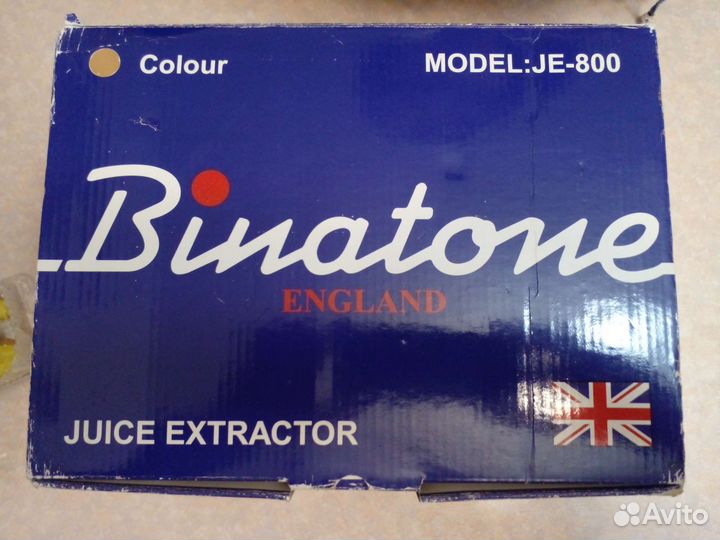 Colour MODEL:JE-800
Binatone
ENGLAND
JUICE EXTRACTOR
Avito